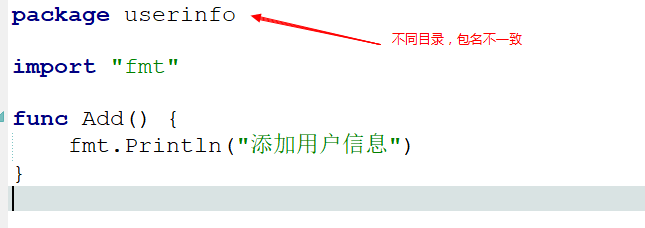 package userinfo
不同目录，包名不一致
import "fmt"
func Add() {
    fmt.Println("添加用户信息")
}